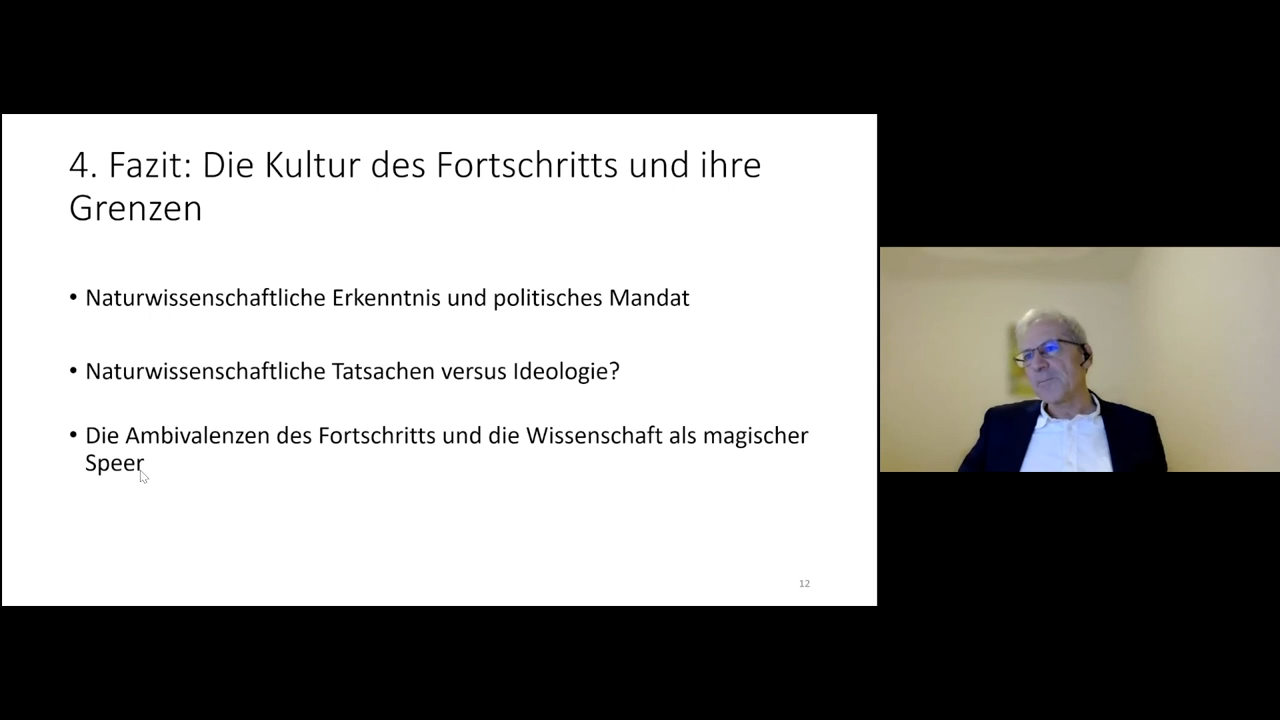 4. Fazit: Die Kultur des Fortschritts und ihre
Grenzen
• Naturwissenschaftliche Erkenntnis und politisches Mandat
• Naturwissenschaftliche Tatsachen versus Ideologie?
• Die Ambivalenzen des Fortschritts und die Wissenschaft als magischer
Speer
12